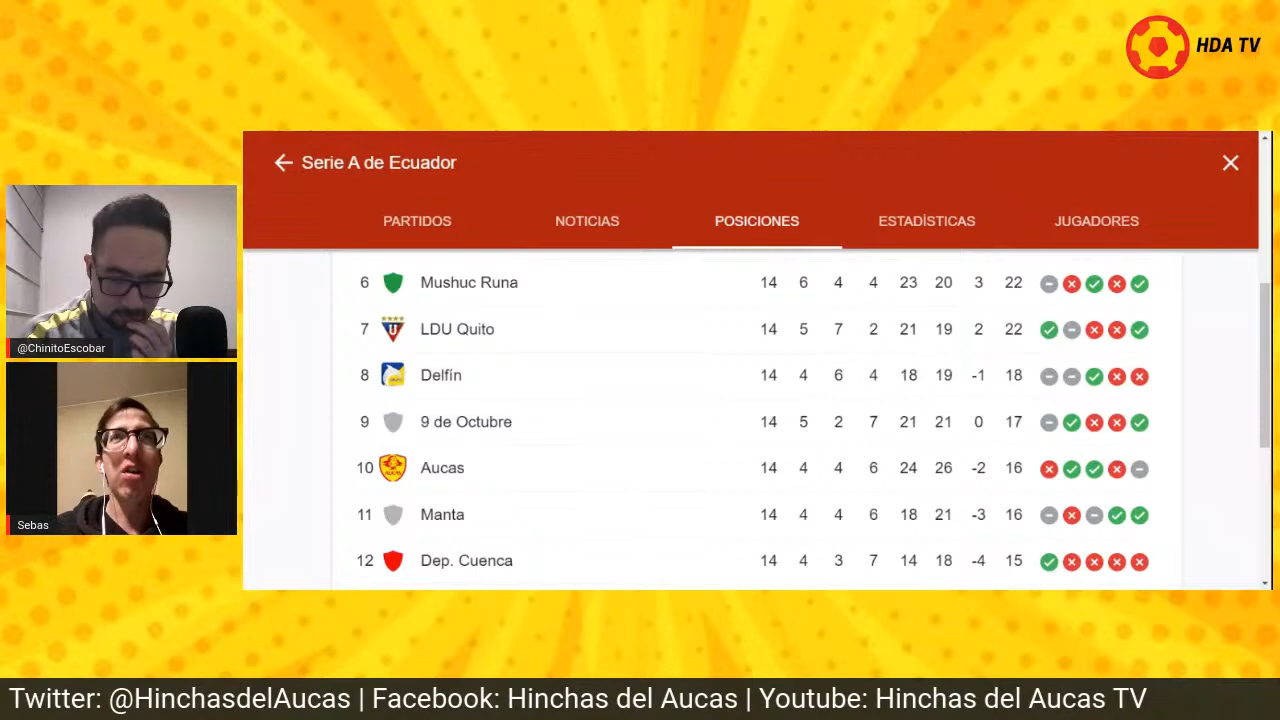 HDA TV
Serie A de Ecuador
PARTIDOS NOTICIAS POSICIONES ESTADÍSTICAS JUGADORES
6 Mushuc Runa 14 6 4 4 23 20 3 22
7 LDU Quito 14 5 7 2 21 19 2 22
8 Delfín 14 4 6 4 18 19 -1 18
9 9 de Octubre 14 5 2 7 21 21 0 17
10 Aucas 14 4 4 6 24 26 -2 16
11 Manta 14 4 4 6 18 21 -3 16
12 Dep. Cuenca 14 4 3 7 14 18 -4 15
@ChinitoEscobar
Sebas
U
AUCAS
Twitter: @HinchasdelAucas | Facebook: Hinchas del Aucas | Youtube: Hinchas del Aucas TV